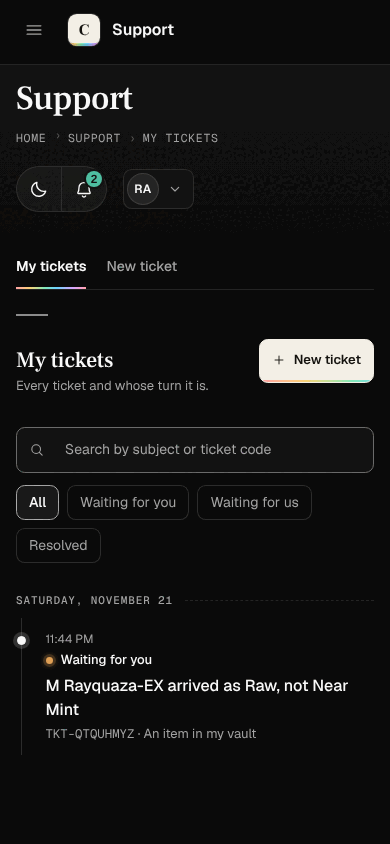 C Support
Support
HOME › SUPPORT › MY TICKETS
2
RA
My tickets New ticket
My tickets
+ New ticket
Every ticket and whose turn it is.
Search by subject or ticket code
All Waiting for you Waiting for us
Resolved
SATURDAY, NOVEMBER 21
11:44 PM
Waiting for you
M Rayquaza-EX arrived as Raw, not Near
Mint
TKT-QTQUHMYZ · An item in my vault